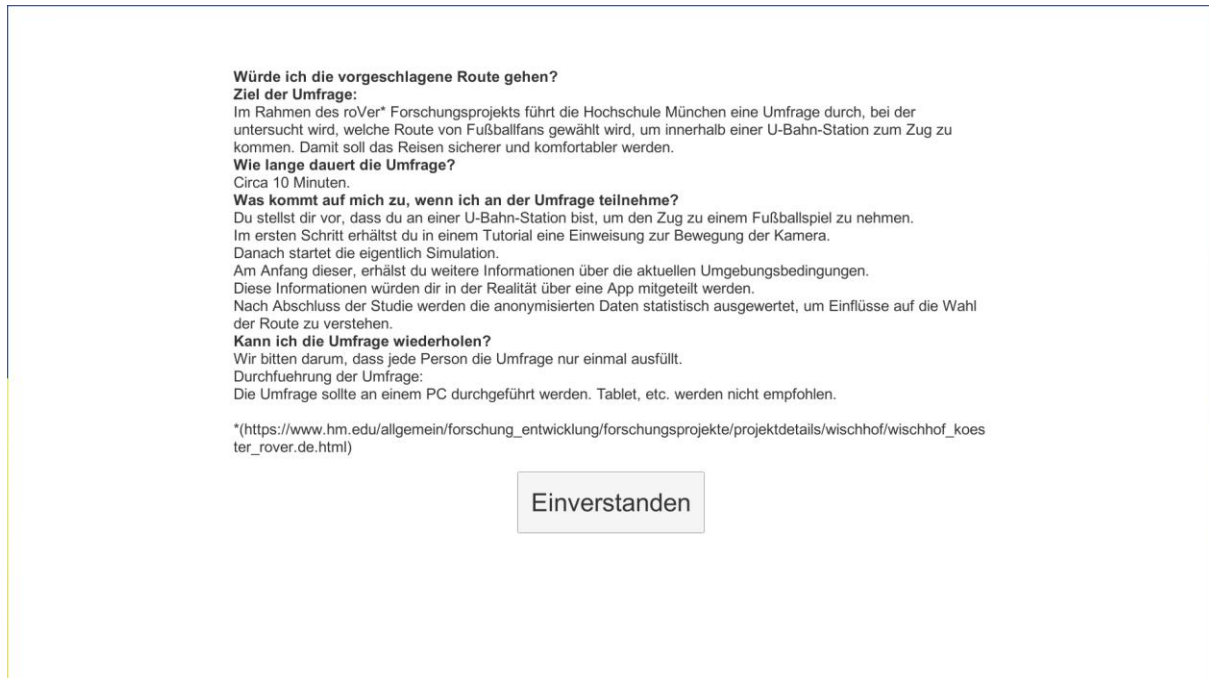 Würde ich die vorgeschlagene Route gehen?
Ziel der Umfrage:
Im Rahmen des roVer* Forschungsprojekts führt die Hochschule München eine Umfrage durch, bei der
untersucht wird, welche Route von Fußballfans gewählt wird, um innerhalb einer U-Bahn-Station zum Zug zu
kommen. Damit soll das Reisen sicherer und komfortabler werden.
Wie lange dauert die Umfrage?
Circa 10 Minuten.
Was kommt auf mich zu, wenn ich an der Umfrage teilnehme?
Du stellst dir vor, dass du an einer U-Bahn-Station bist, um den Zug zu einem Fußballspiel zu nehmen.
Im ersten Schritt erhältst du in einem Tutorial eine Einweisung zur Bewegung der Kamera.
Danach startet die eigentlich Simulation.
Am Anfang dieser, erhälst du weitere Informationen über die aktuellen Umgebungsbedingungen.
Diese Informationen würden dir in der Realität über eine App mitgeteilt werden.
Nach Abschluss der Studie werden die anonymisierten Daten statistisch ausgewertet, um Einflüsse auf die Wahl
der Route zu verstehen.
Kann ich die Umfrage wiederholen?
Wir bitten darum, dass jede Person die Umfrage nur einmal ausfüllt.
Durchfuehrung der Umfrage:
Die Umfrage sollte an einem PC durchgeführt werden. Tablet, etc. werden nicht empfohlen.
*(https://www.hm.edu/allgemein/forschung_entwicklung/forschungsprojekte/projektdetails/wischhof/wischhof_koes
ter_rover.de.html)
Einverstanden